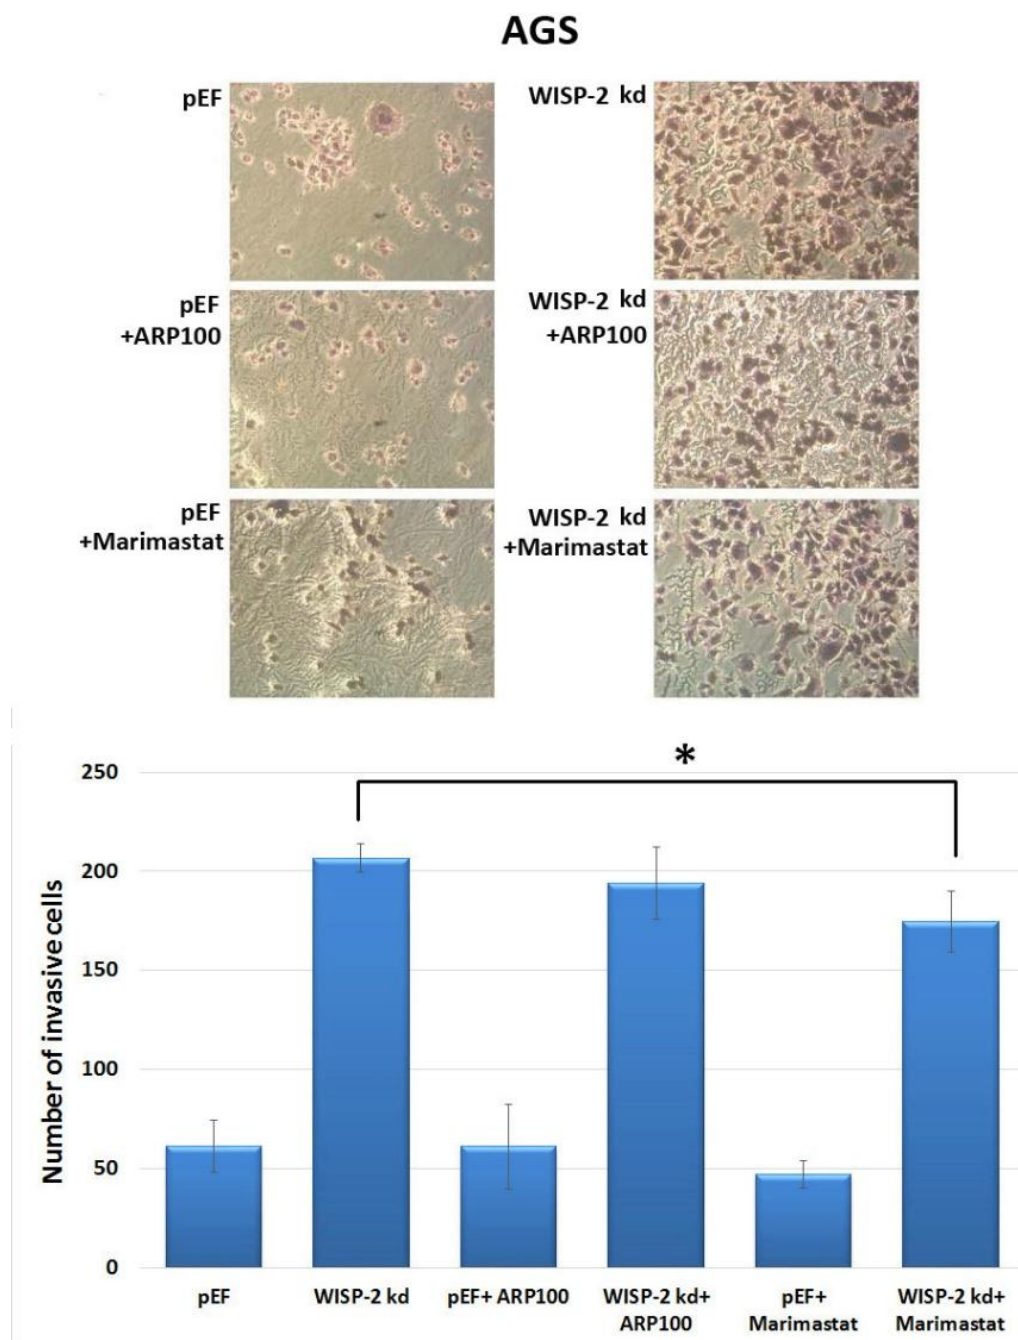 AGS
pEF
WISP-2 kd
pEF
+ARP100
WISP-2 kd
+ARP100
pEF
+Marimastat
WISP-2 kd
+Marimastat
*
250
200
150
100
50
0
Number of invasive cells
pEF
WISP-2 kd
pEF+ ARP100
WISP-2 kd+
ARP100
pEF+
Marimastat
WISP-2 kd+
Marimastat